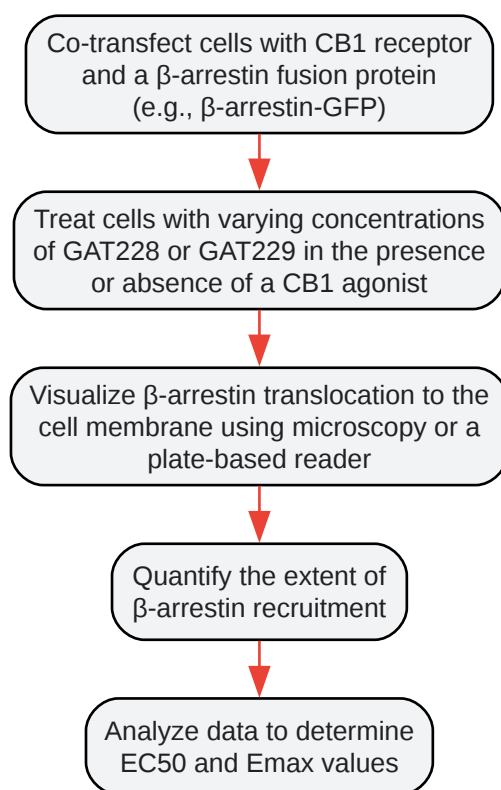 Co-transfect cells with CB1 receptor
and a β-arrestin fusion protein
(e.g., β-arrestin-GFP)
Treat cells with varying concentrations
of GAT228 or GAT229 in the presence
or absence of a CB1 agonist
Visualize β-arrestin translocation to the
cell membrane using microscopy or a
plate-based reader
Quantify the extent of
β-arrestin recruitment
Analyze data to determine
EC50 and Emax values